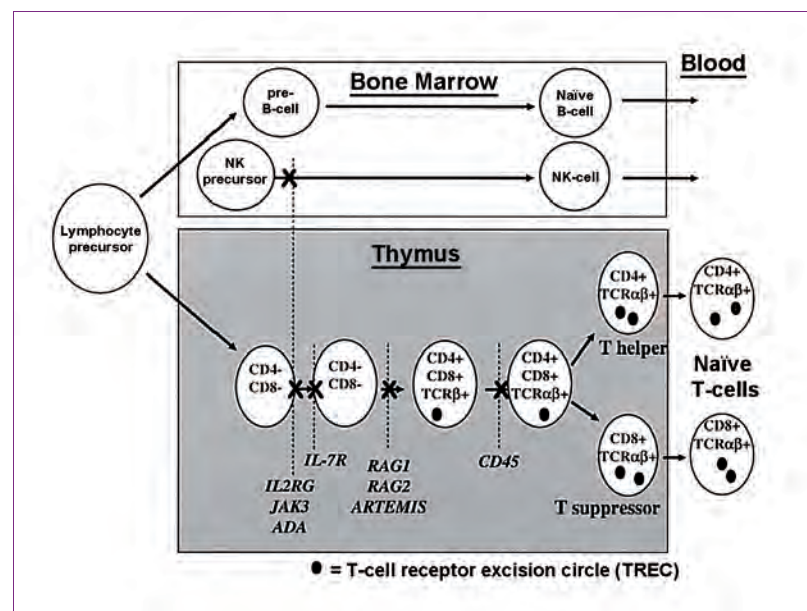 Bone Marrow
Blood
pre-
B-cell
Naïve
B-cell
NK
precursor
NK-cell
Lymphocyte
precursor
Thymus
CD4-
CD8-
CD4-
CD8-
CD4+
CD8+
TCRβ+
CD4+
CD8+
TCRαβ+
CD4+
TCRαβ+
T helper
CD4+
TCRαβ+
Naïve
T-cells
CD8+
TCRαβ+
T suppressor
CD8+
TCRαβ+
IL2RG
JAK3
ADA
IL-7R
RAG1
RAG2
ARTEMIS
CD45
= T-cell receptor excision circle (TREC)